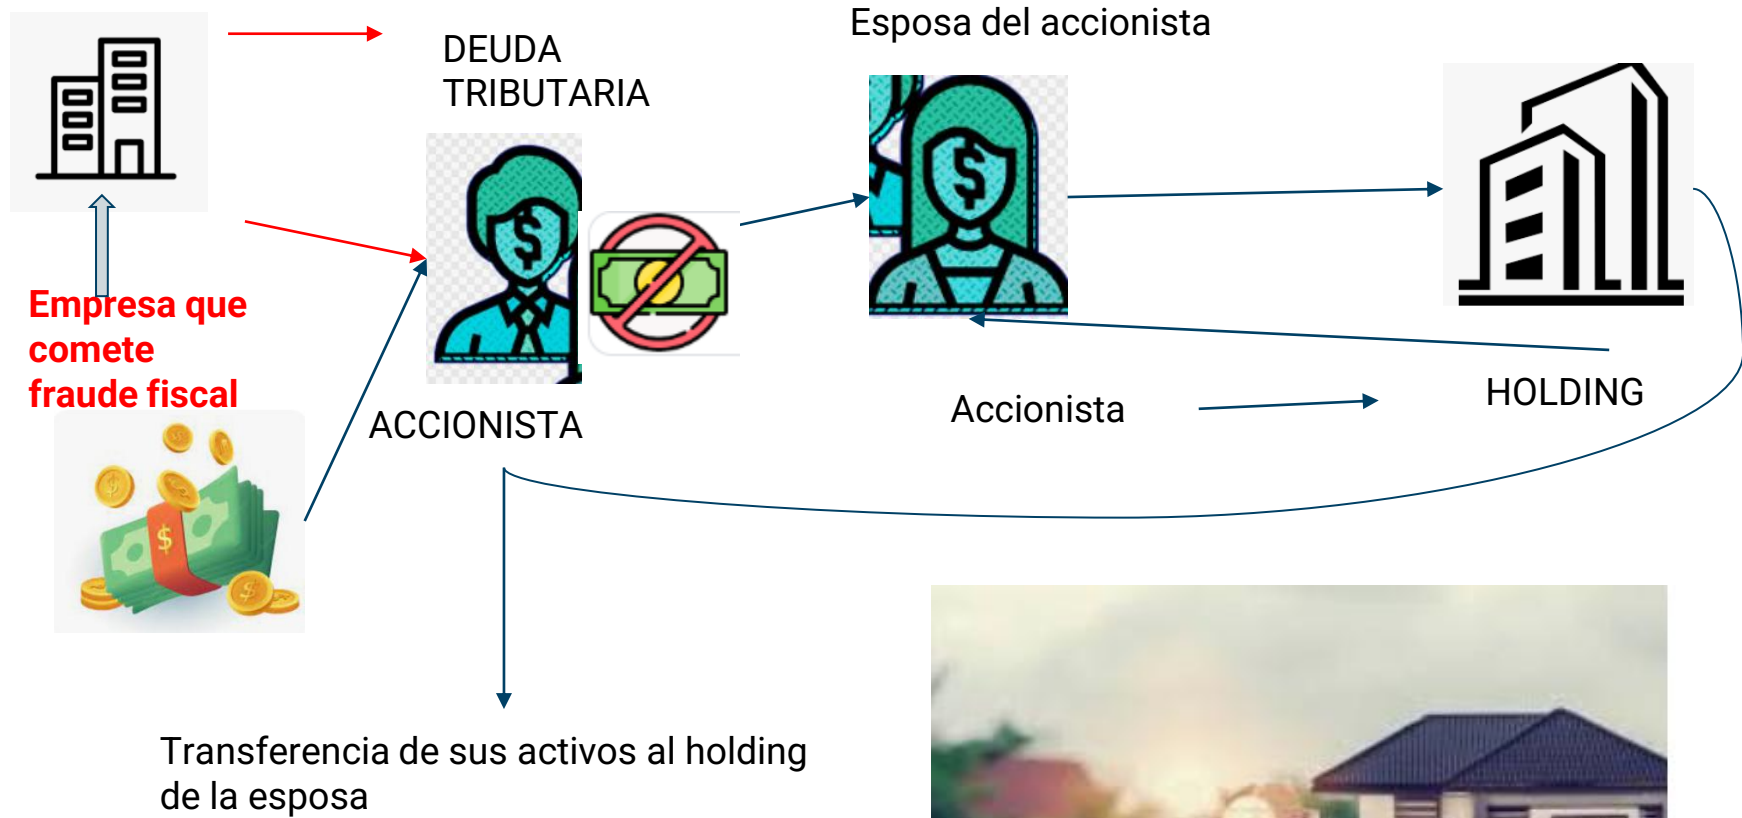 Esposa del accionista
DEUDA
TRIBUTARIA
Empresa que
comete
fraude fiscal
ACCIONISTA
Accionista
HOLDING
Transferencia de sus activos al holding
de la esposa